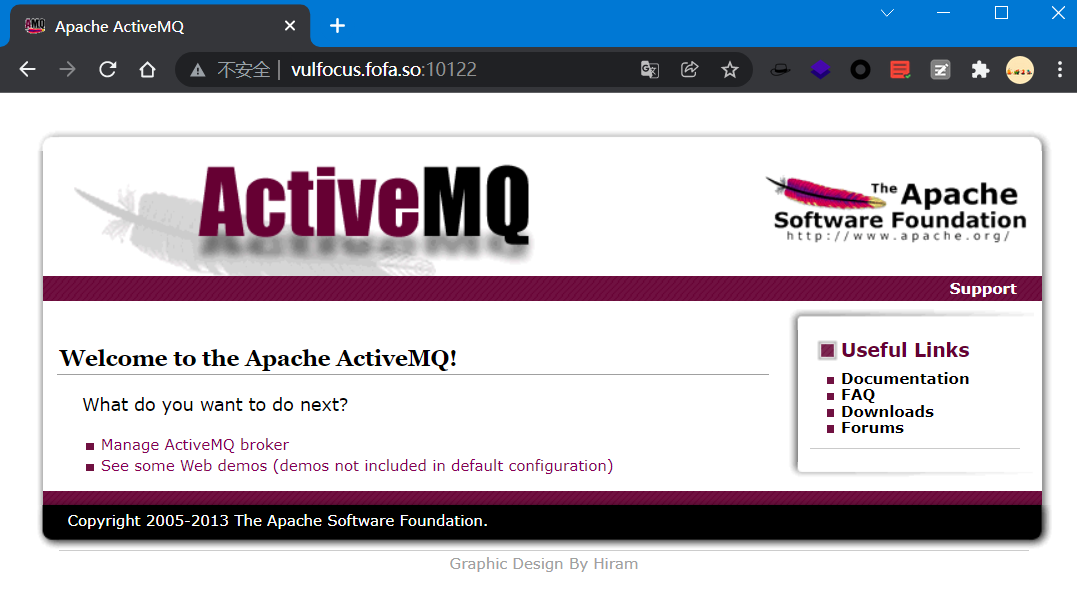 Apache ActiveMQ
不安全 | vulfocus.fofa.so:10122
ActiveMQ
The Apache
Software Foundation
http://www.apache.org/
Support
Welcome to the Apache ActiveMQ!
Useful Links
Documentation
FAQ
Downloads
Forums
What do you want to do next?
Manage ActiveMQ broker
See some Web demos (demos not included in default configuration)
Copyright 2005-2013 The Apache Software Foundation.
Graphic Design By Hiram